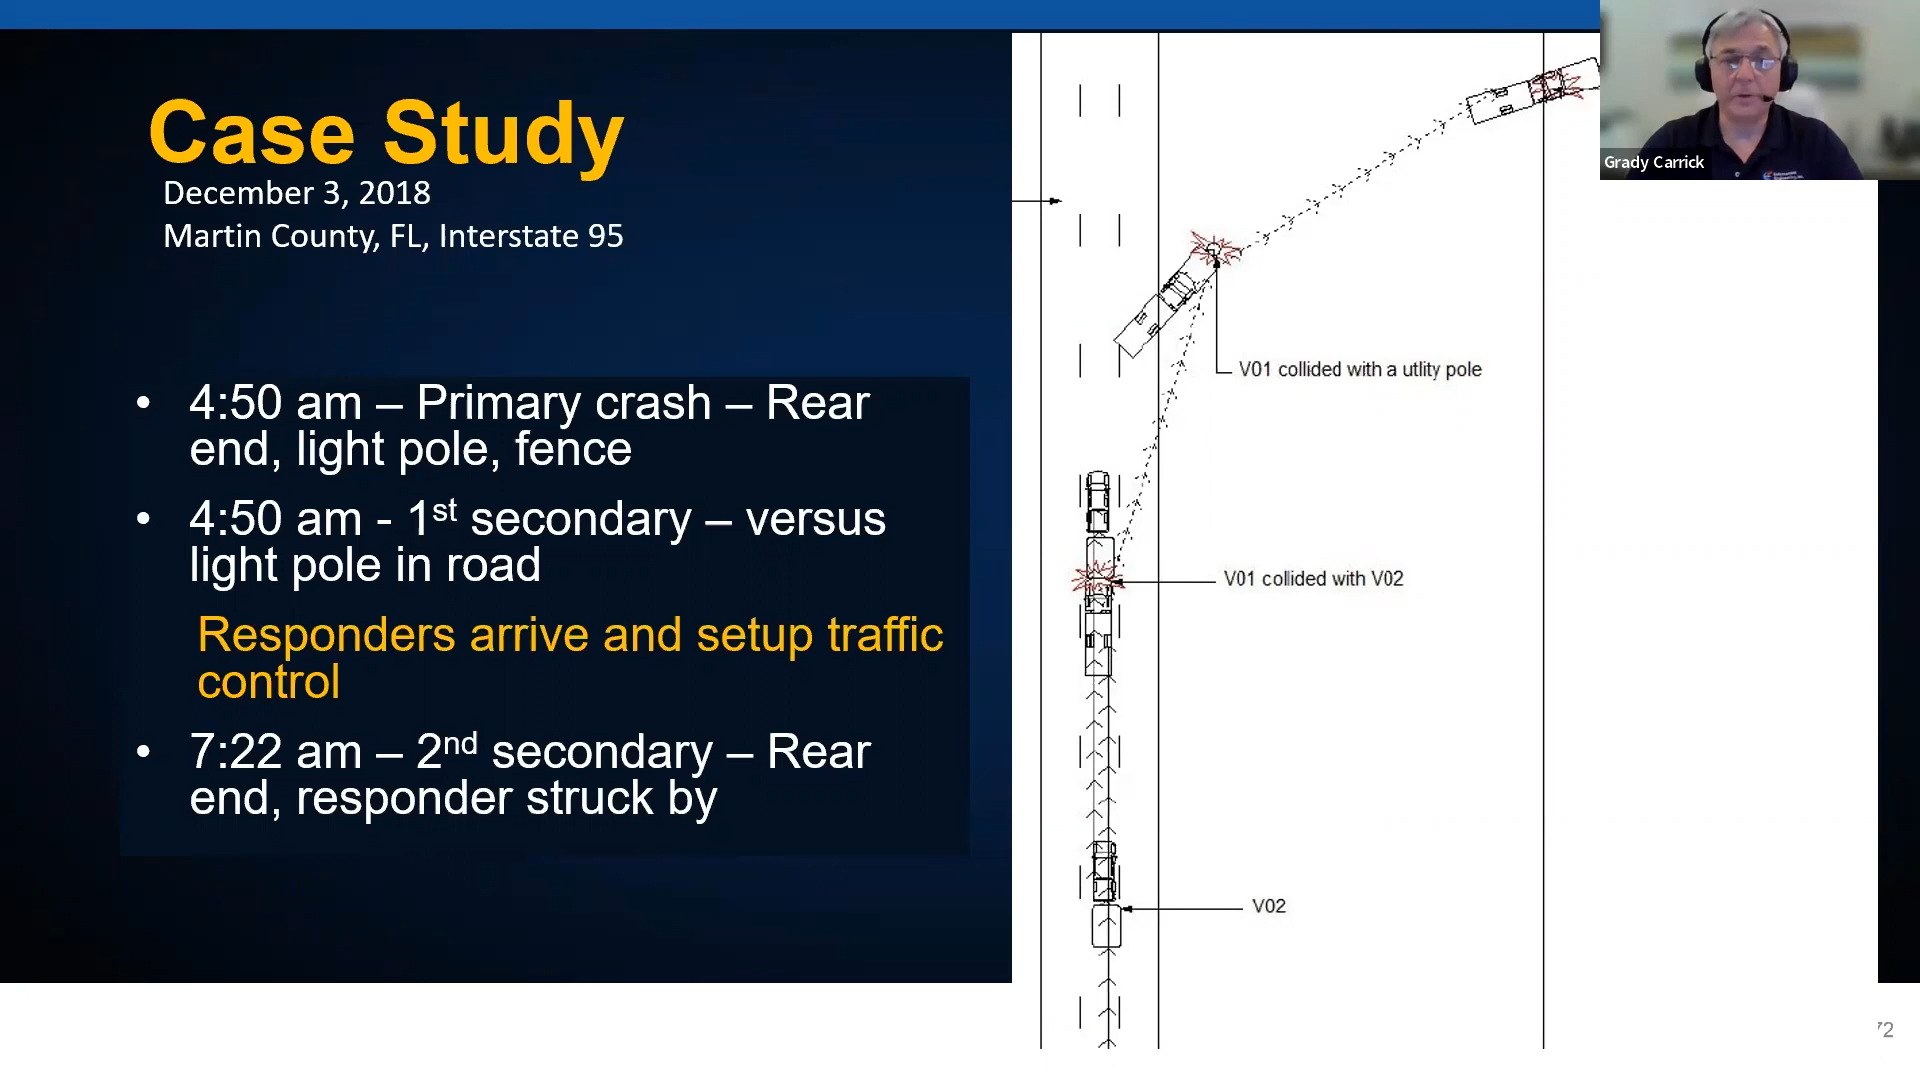 Case Study
December 3, 2018
Martin County, FL, Interstate 95
• 4:50 am – Primary crash – Rear
end, light pole, fence
• 4:50 am - 1st secondary – versus
light pole in road
Responders arrive and setup traffic
control
• 7:22 am – 2nd secondary – Rear
end, responder struck by
V01 collided with a utlity pole
V01 collided with V02
V02
Grady Carrick
72